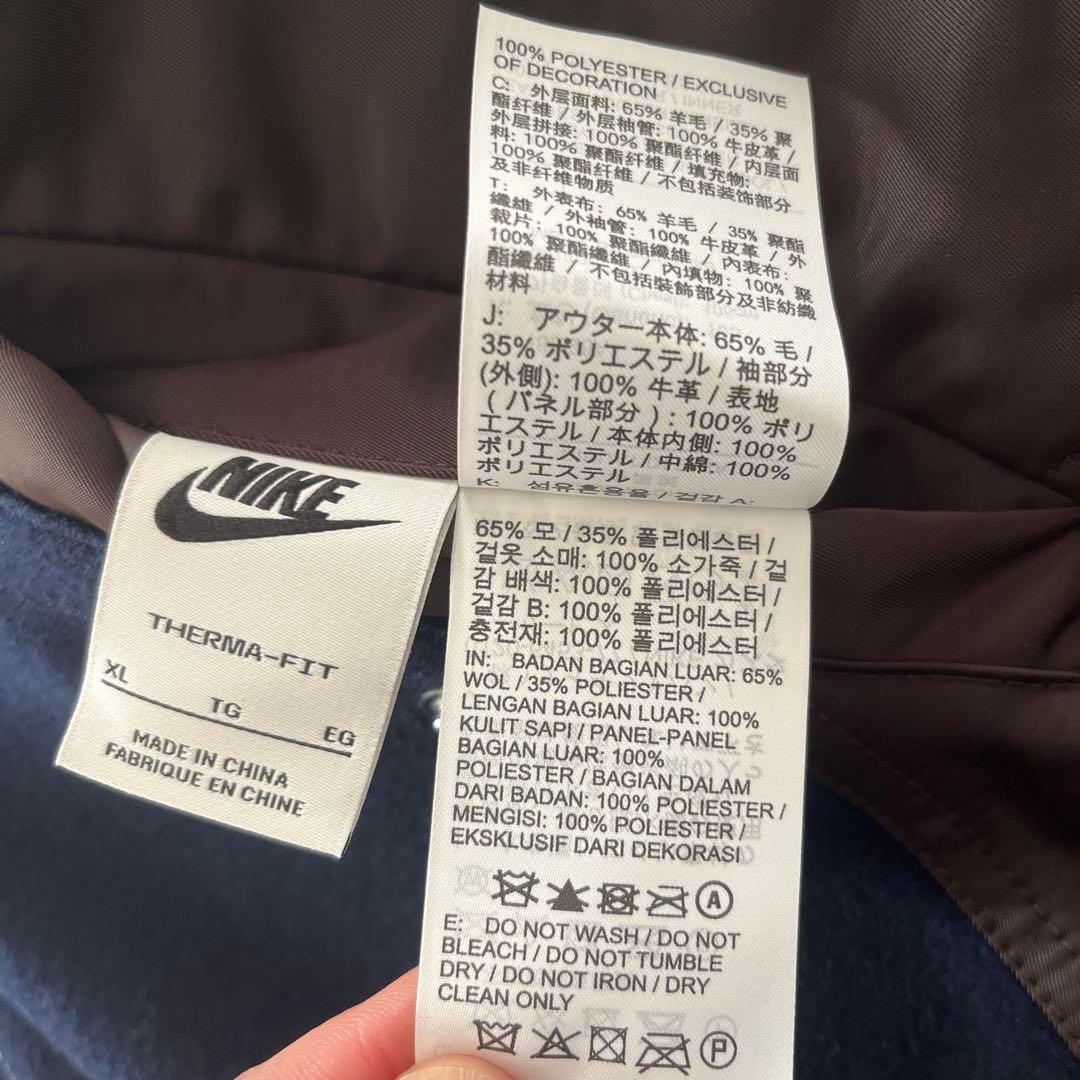 100% POLYESTER / EXCLUSIVE
OF DECORATION
C: 外层面料: 65% 羊毛 / 35% 聚
酯纤维 / 外层袖管: 100% 牛皮革 /
外层拼接: 100% 聚酯纤维 / 内层面
料: 100% 聚酯纤维 / 填充物:
100% 聚酯纤维 / 不包括装饰部分
及非纤维物质
T: 外表布: 65% 羊毛 / 35% 聚酯
纖維 / 外袖管: 100% 牛皮革 / 外
裁片: 100% 聚酯纖維 / 內表布:
100% 聚酯纖維 / 內填物: 100% 聚
酯纖維 / 不包括裝飾部分及非紡織
材料
J: アウター本体: 65% 毛 /
35% ポリエステル / 袖部分
(外側): 100% 牛革 / 表地
( パネル部分 ) : 100% ポリ
エステル / 本体内側: 100%
ポリエステル / 中綿: 100%
ポリエステル
K: 섬유혼용율 / 겉감 A:
65% 모 / 35% 폴리에스터 /
겉옷 소매: 100% 소가죽 / 겉
감 배색: 100% 폴리에스터 /
겉감 B: 100% 폴리에스터 /
충전재: 100% 폴리에스터
IN: BADAN BAGIAN LUAR: 65%
WOL / 35% POLIESTER /
LENGAN BAGIAN LUAR: 100%
KULIT SAPI / PANEL-PANEL
BAGIAN LUAR: 100%
POLIESTER / BAGIAN DALAM
DARI BADAN: 100% POLIESTER /
MENGISI: 100% POLIESTER /
EKSKLUSIF DARI DEKORASI
A
E: DO NOT WASH / DO NOT
BLEACH / DO NOT TUMBLE
DRY / DO NOT IRON / DRY
CLEAN ONLY
P
NIKE
THERMA-FIT
XL TG EG
MADE IN CHINA
FABRIQUE EN CHINE